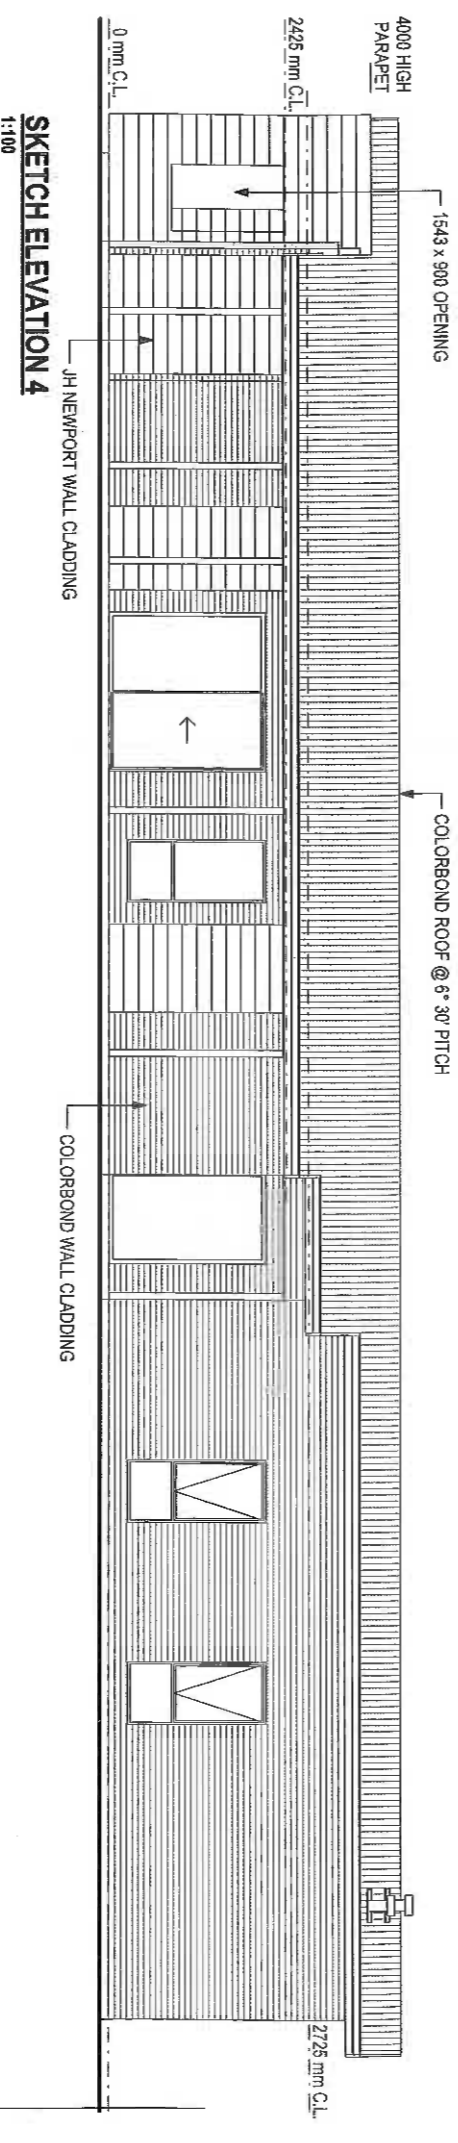 4000 HIGH
PARAPET
2425 mm C.L.
0 mm C.L.
1543 x 900 OPENING
COLORBOND ROOF @ 6° 30' PITCH
2725 mm C.L.
JH NEWPORT WALL CLADDING
COLORBOND WALL CLADDING
SKETCH ELEVATION 4
1:100